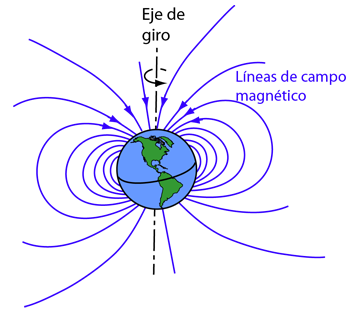 Eje de
giro
Líneas de campo
magnético